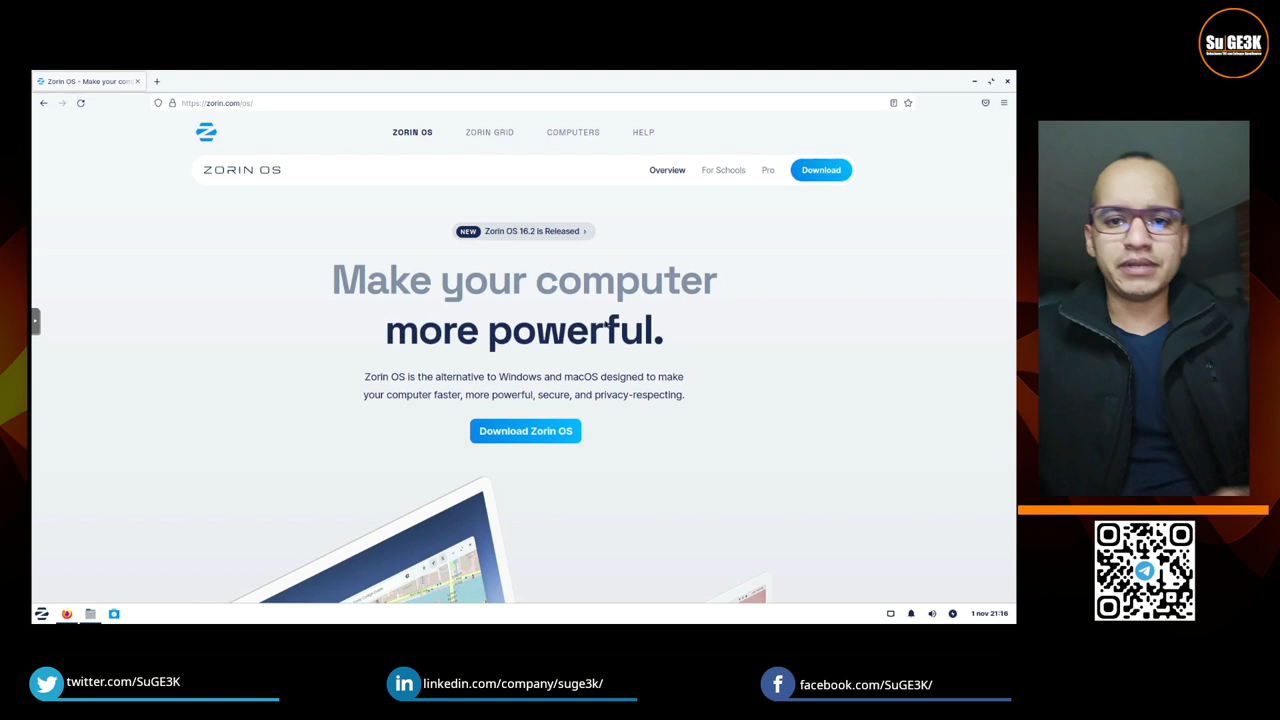 Su GE3K
Zorin OS - Make your com
https://zorin.com/os/
ZORIN OS
ZORIN GRID
COMPUTERS
HELP
ZORIN OS
Overview
For Schools
Pro
Download
NEW Zorin OS 16.2 is Released ›
Make your computer
more powerful.
Zorin OS is the alternative to Windows and macOS designed to make
your computer faster, more powerful, secure, and privacy-respecting.
Download Zorin OS
1 nov 21:16
twitter.com/SuGE3K
linkedin.com/company/suge3k/
facebook.com/SuGE3K/